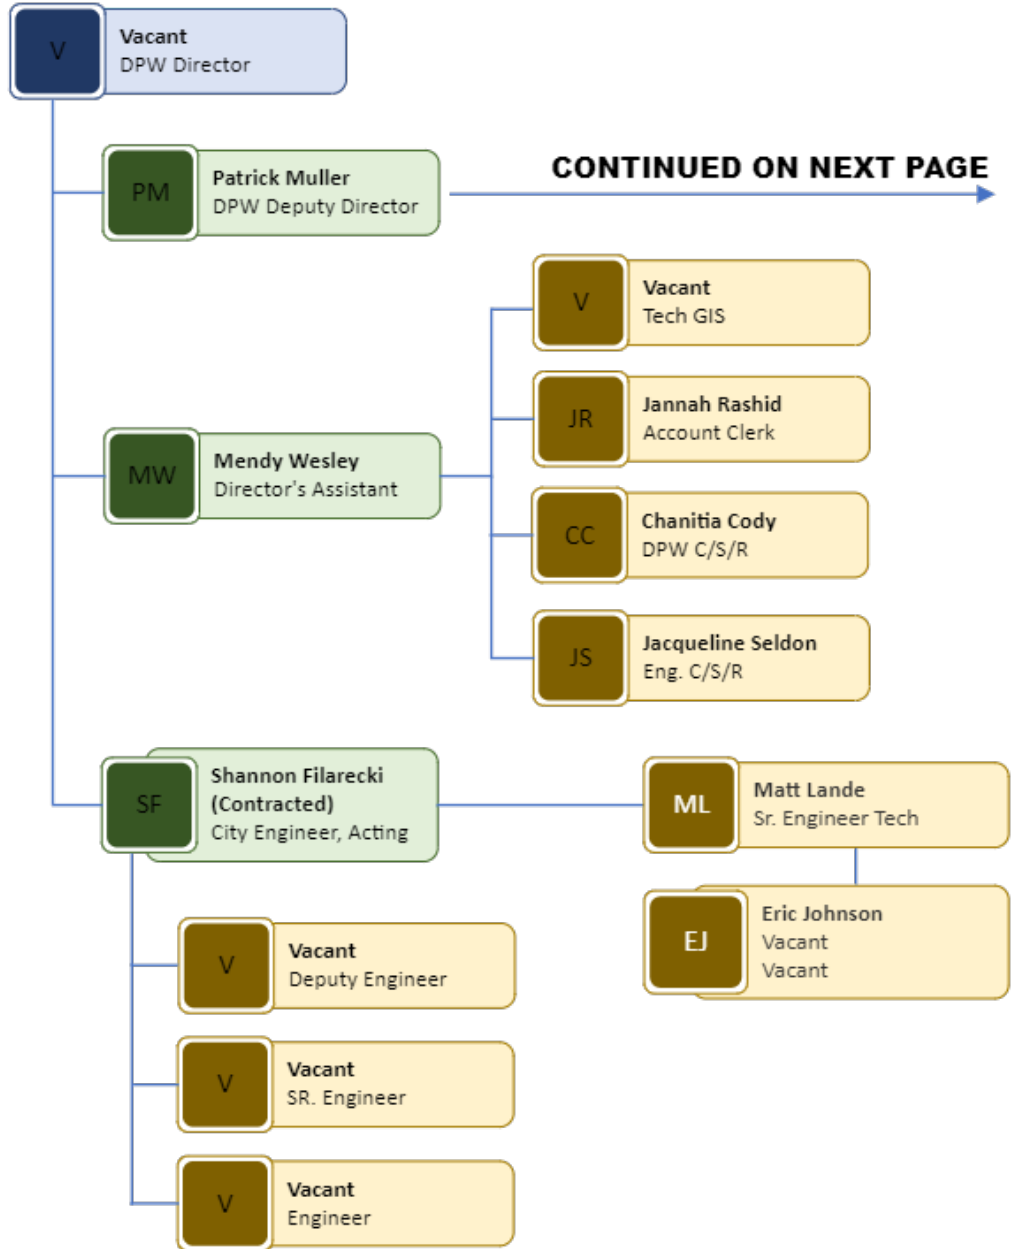 V
Vacant
DPW Director
PM
Patrick Muller
DPW Deputy Director
CONTINUED ON NEXT PAGE
V
Vacant
Tech GIS
JR
Jannah Rashid
Account Clerk
MW
Mendy Wesley
Director's Assistant
CC
Chanitia Cody
DPW C/S/R
JS
Jacqueline Seldon
Eng. C/S/R
SF
Shannon Filarecki
(Contracted)
City Engineer, Acting
ML
Matt Lande
Sr. Engineer Tech
EJ
Eric Johnson
Vacant
Vacant
V
Vacant
Deputy Engineer
V
Vacant
SR. Engineer
V
Vacant
Engineer